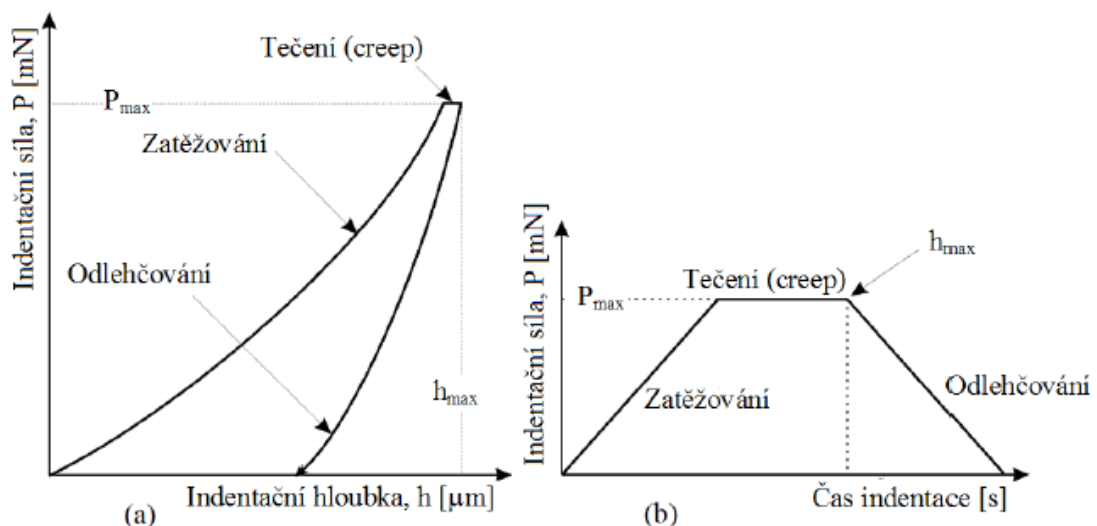 Indentační síla, P [mN]
Tečení (creep)
Pmax
Zatěžování
Odlehčování
hmax
Indentační hloubka, h [µm]
(a)
Indentační síla, P [mN]
hmax
Tečení (creep)
Pmax
Zatěžování
Odlehčování
Čas indentace [s]
(b)